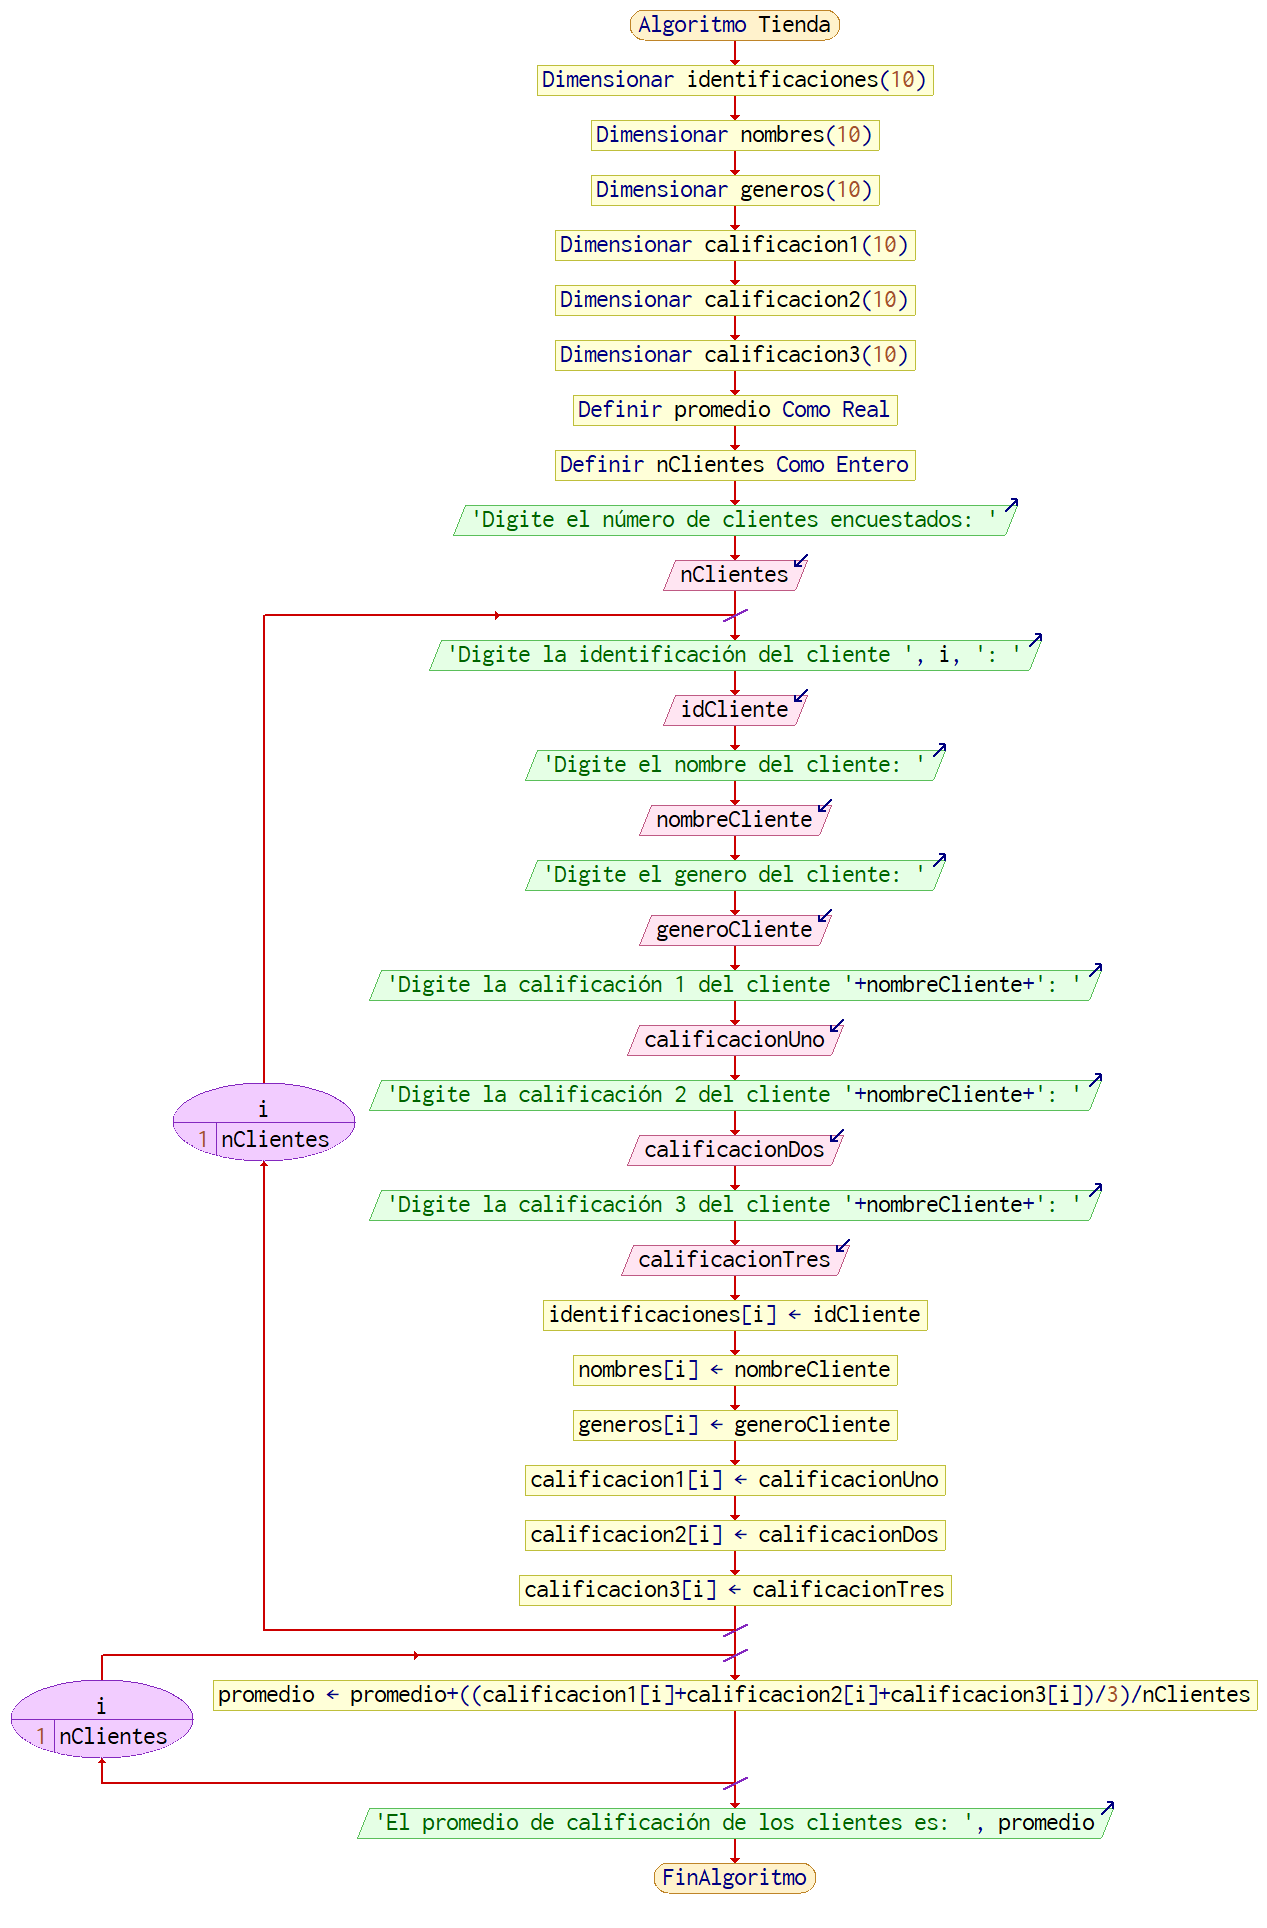 Algoritmo Tienda
Dimensionar identificaciones(10)
Dimensionar nombres(10)
Dimensionar generos(10)
Dimensionar calificacion1(10)
Dimensionar calificacion2(10)
Dimensionar calificacion3(10)
Definir promedio Como Real
Definir nClientes Como Entero
'Digite el número de clientes encuestados: '
nClientes
'Digite la identificación del cliente ', i, ': '
idCliente
'Digite el nombre del cliente: '
nombreCliente
'Digite el genero del cliente: '
generoCliente
'Digite la calificación 1 del cliente '+nombreCliente+': '
calificacionUno
'Digite la calificación 2 del cliente '+nombreCliente+': '
i
1 nClientes
calificacionDos
'Digite la calificación 3 del cliente '+nombreCliente+': '
calificacionTres
identificaciones[i] ← idCliente
nombres[i] ← nombreCliente
generos[i] ← generoCliente
calificacion1[i] ← calificacionUno
calificacion2[i] ← calificacionDos
calificacion3[i] ← calificacionTres
i
1 nClientes
promedio ← promedio+((calificacion1[i]+calificacion2[i]+calificacion3[i])/3)/nClientes
'El promedio de calificación de los clientes es: ', promedio
FinAlgoritmo